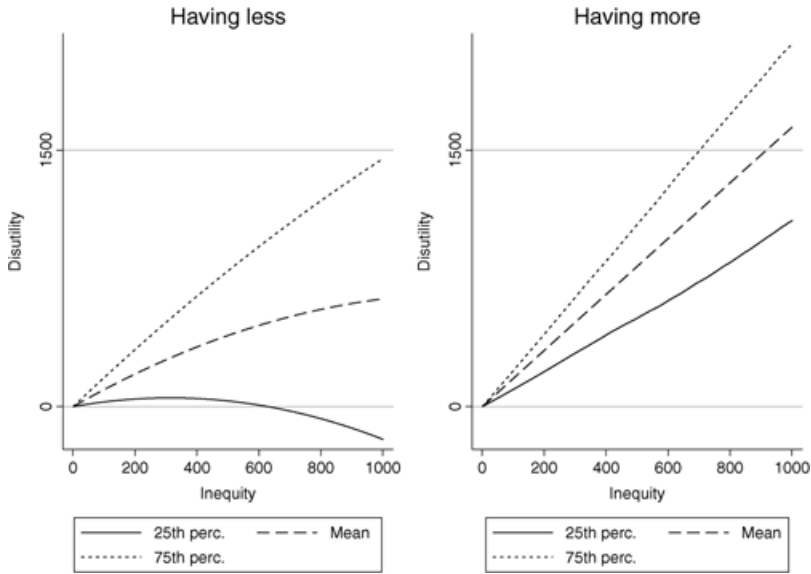 Having less
1500
0
Disutility
0 200 400 600 800 1000
Inequity
25th perc. Mean
75th perc.
Having more
1500
0
Disutility
0 200 400 600 800 1000
Inequity
25th perc. Mean
75th perc.